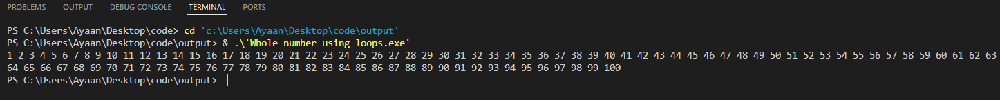 PROBLEMS OUTPUT DEBUG CONSOLE TERMINAL PORTS
PS C:\Users\Ayaan\Desktop\code> cd 'c:\Users\Ayaan\Desktop\code\output'
PS C:\Users\Ayaan\Desktop\code\output> & .\'Whole number using loops.exe'
1 2 3 4 5 6 7 8 9 10 11 12 13 14 15 16 17 18 19 20 21 22 23 24 25 26 27 28 29 30 31 32 33 34 35 36 37 38 39 40 41 42 43 44 45 46 47 48 49 50 51 52 53 54 55 56 57 58 59 60 61 62 63
64 65 66 67 68 69 70 71 72 73 74 75 76 77 78 79 80 81 82 83 84 85 86 87 88 89 90 91 92 93 94 95 96 97 98 99 100
PS C:\Users\Ayaan\Desktop\code\output>